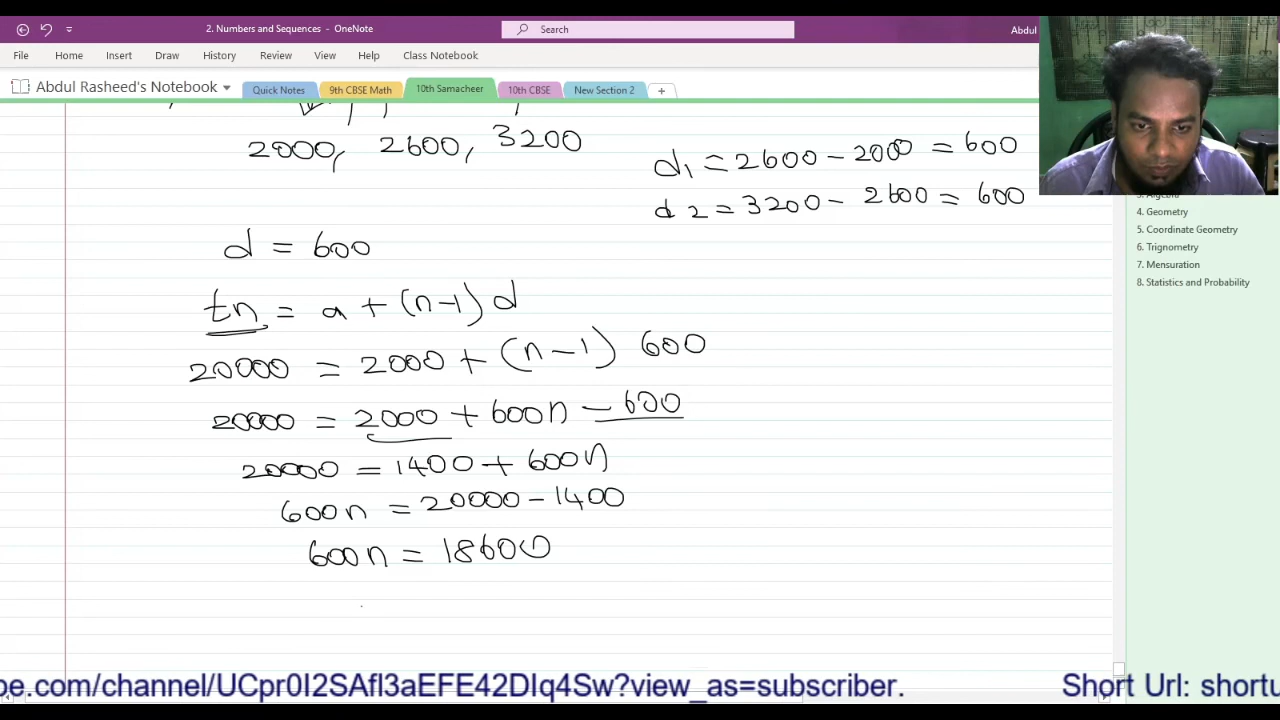 2. Numbers and Sequences - OneNote
Search
Abdul
File Home Insert Draw History Review View Help Class Notebook
Abdul Rasheed's Notebook
Quick Notes
9th CBSE Math
10th Samacheer
10th CBSE
New Section 2
2000, 2600, 3200
d1 = 2600 - 2000 = 600
d2 = 3200 - 2600 = 600
d = 600
tn = a + (n-1)d
20000 = 2000 + (n-1) 600
20000 = 2000 + 600n - 600
20000 = 1400 + 600n
600n = 20000 - 1400
600n = 18600
3. Algebra
4. Geometry
5. Coordinate Geometry
6. Trignometry
7. Mensuration
8. Statistics and Probability
be.com/channel/UCpr0I2SAfl3aEFE42DIq4Sw?view_as=subscriber. Short Url: shortu